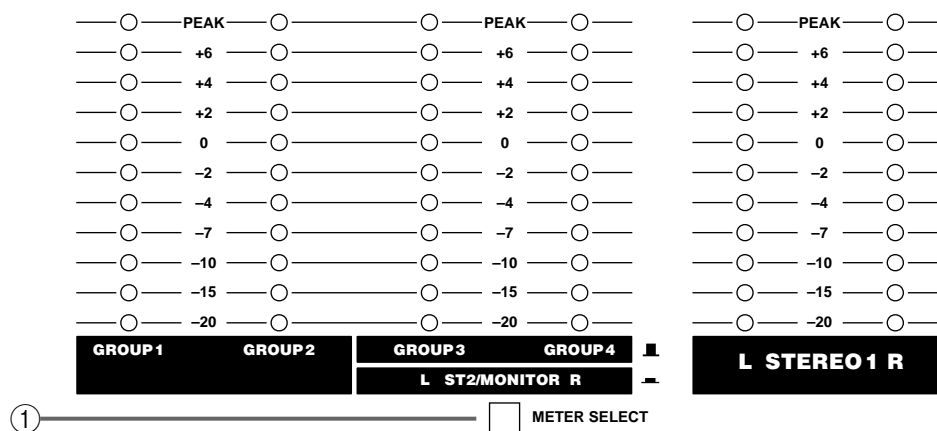 PEAK PEAK PEAK
+6 +6 +6
+4 +4 +4
+2 +2 +2
0 0 0
–2 –2 –2
–4 –4 –4
–7 –7 –7
–10 –10 –10
–15 –15 –15
–20 –20 –20
GROUP1 GROUP2 GROUP3 GROUP4
L STEREO1 R
L ST2/MONITOR R
① METER SELECT